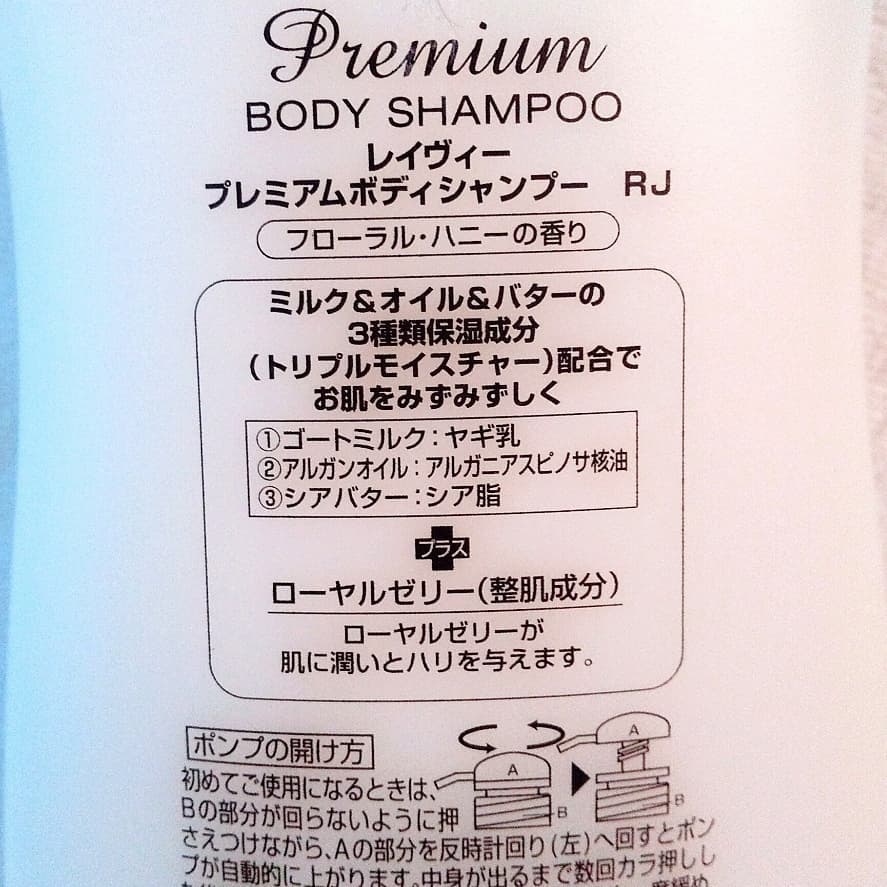 Premium
BODY SHAMPOO
レイヴィー
プレミアムボディシャンプー RJ
フローラル・ハニーの香り
ミルク&オイル&バターの
3種類保湿成分
(トリプルモイスチャー)配合で
お肌をみずみずしく
①ゴートミルク:ヤギ乳
②アルガンオイル:アルガニアスピノサ核油
③シアバター:シア脂
プラス
ローヤルゼリー(整肌成分)
ローヤルゼリーが
肌に潤いとハリを与えます。
ポンプの開け方
A
B
A
B
初めてご使用になるときは、
Bの部分が回らないように押
さえつけながら、Aの部分を反時計回り(左)へ回すとポン
プが自動的に上がります。中身が出るまで数回カラ押しし